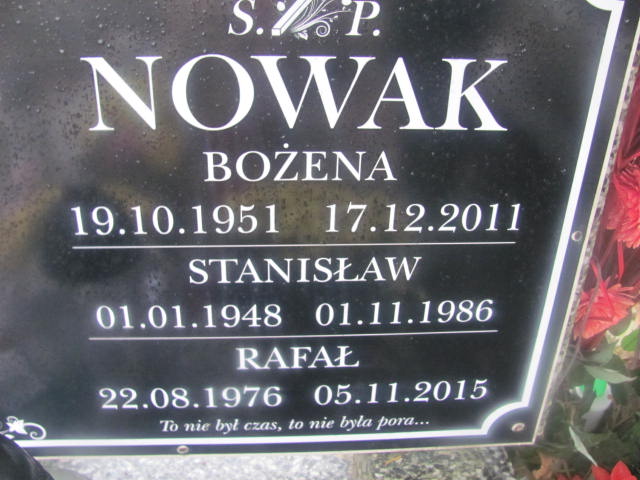 S. P.
NOWAK
BOŻENA
19.10.1951 17.12.2011
STANISŁAW
01.01.1948 01.11.1986
RAFAŁ
22.08.1976 05.11.2015
To nie był czas, to nie była pora...